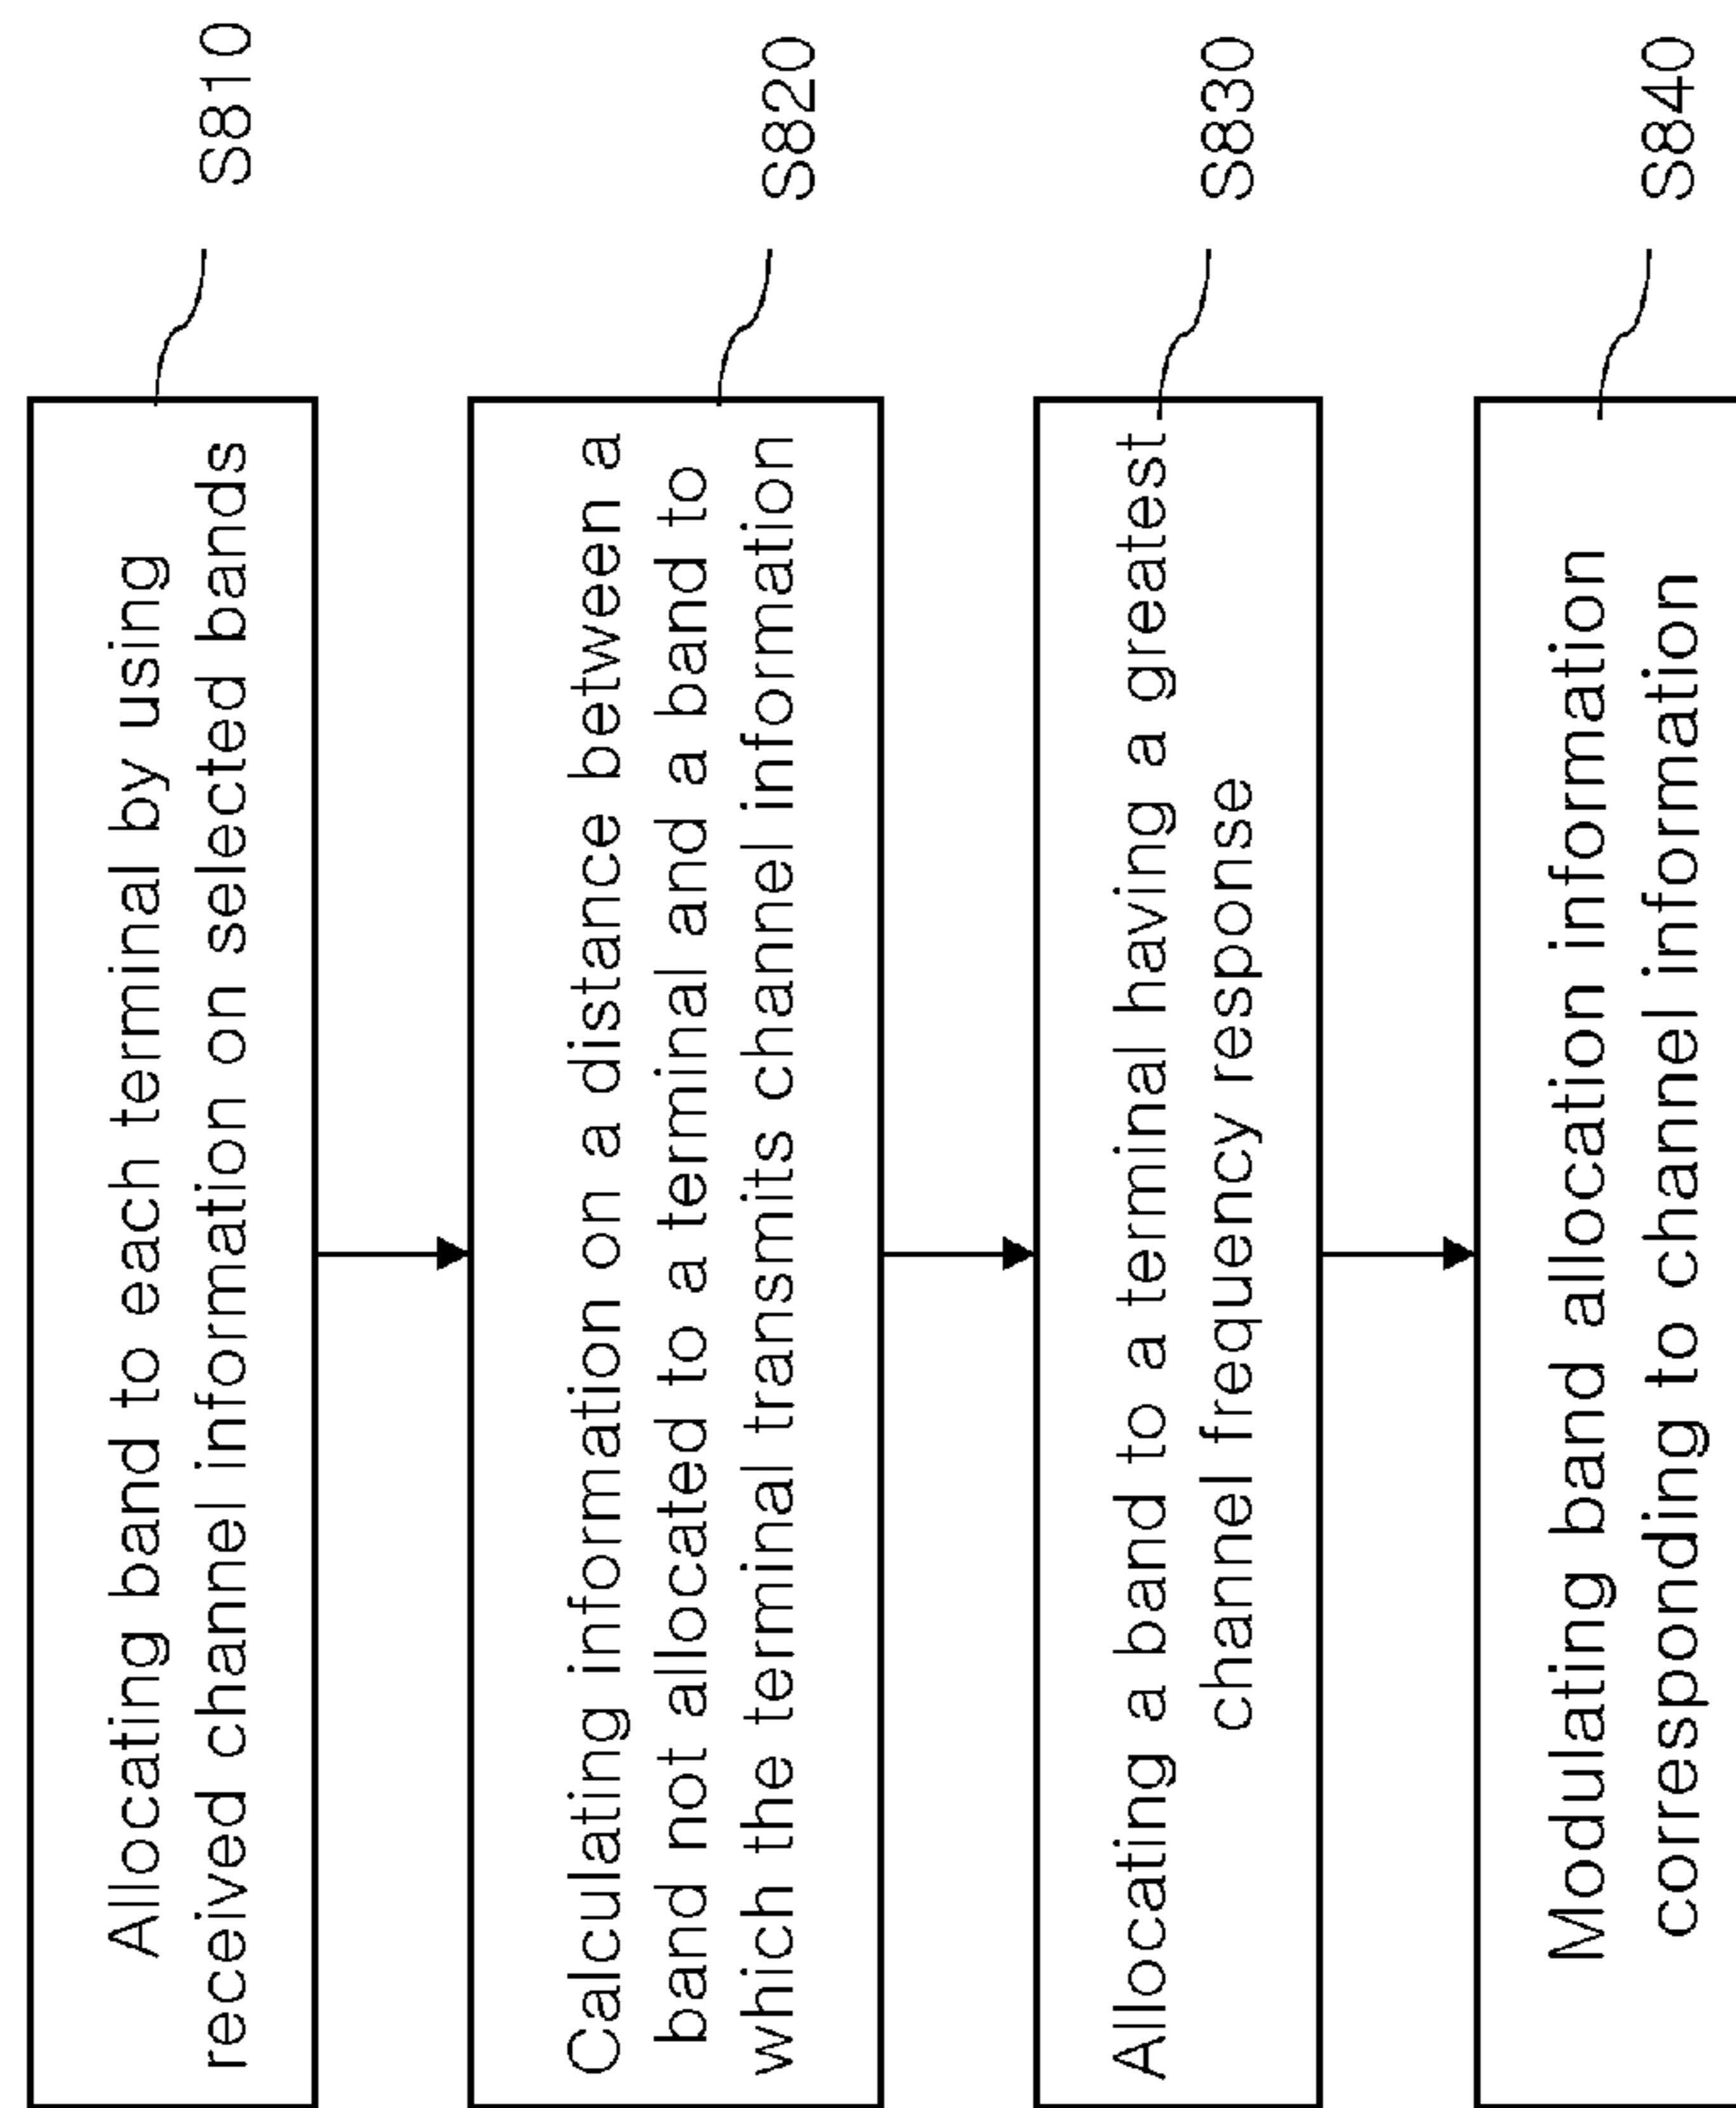 Allocating band to each terminal by using
received channel information on selected bands
S810
Calculating information on a distance between a
band not allocated to a terminal and a band to
which the terminal transmits channel information
S820
Allocating a band to a terminal having a greatest
channel frequency response
S830
Modulating band allocation information
corresponding to channel information
S840